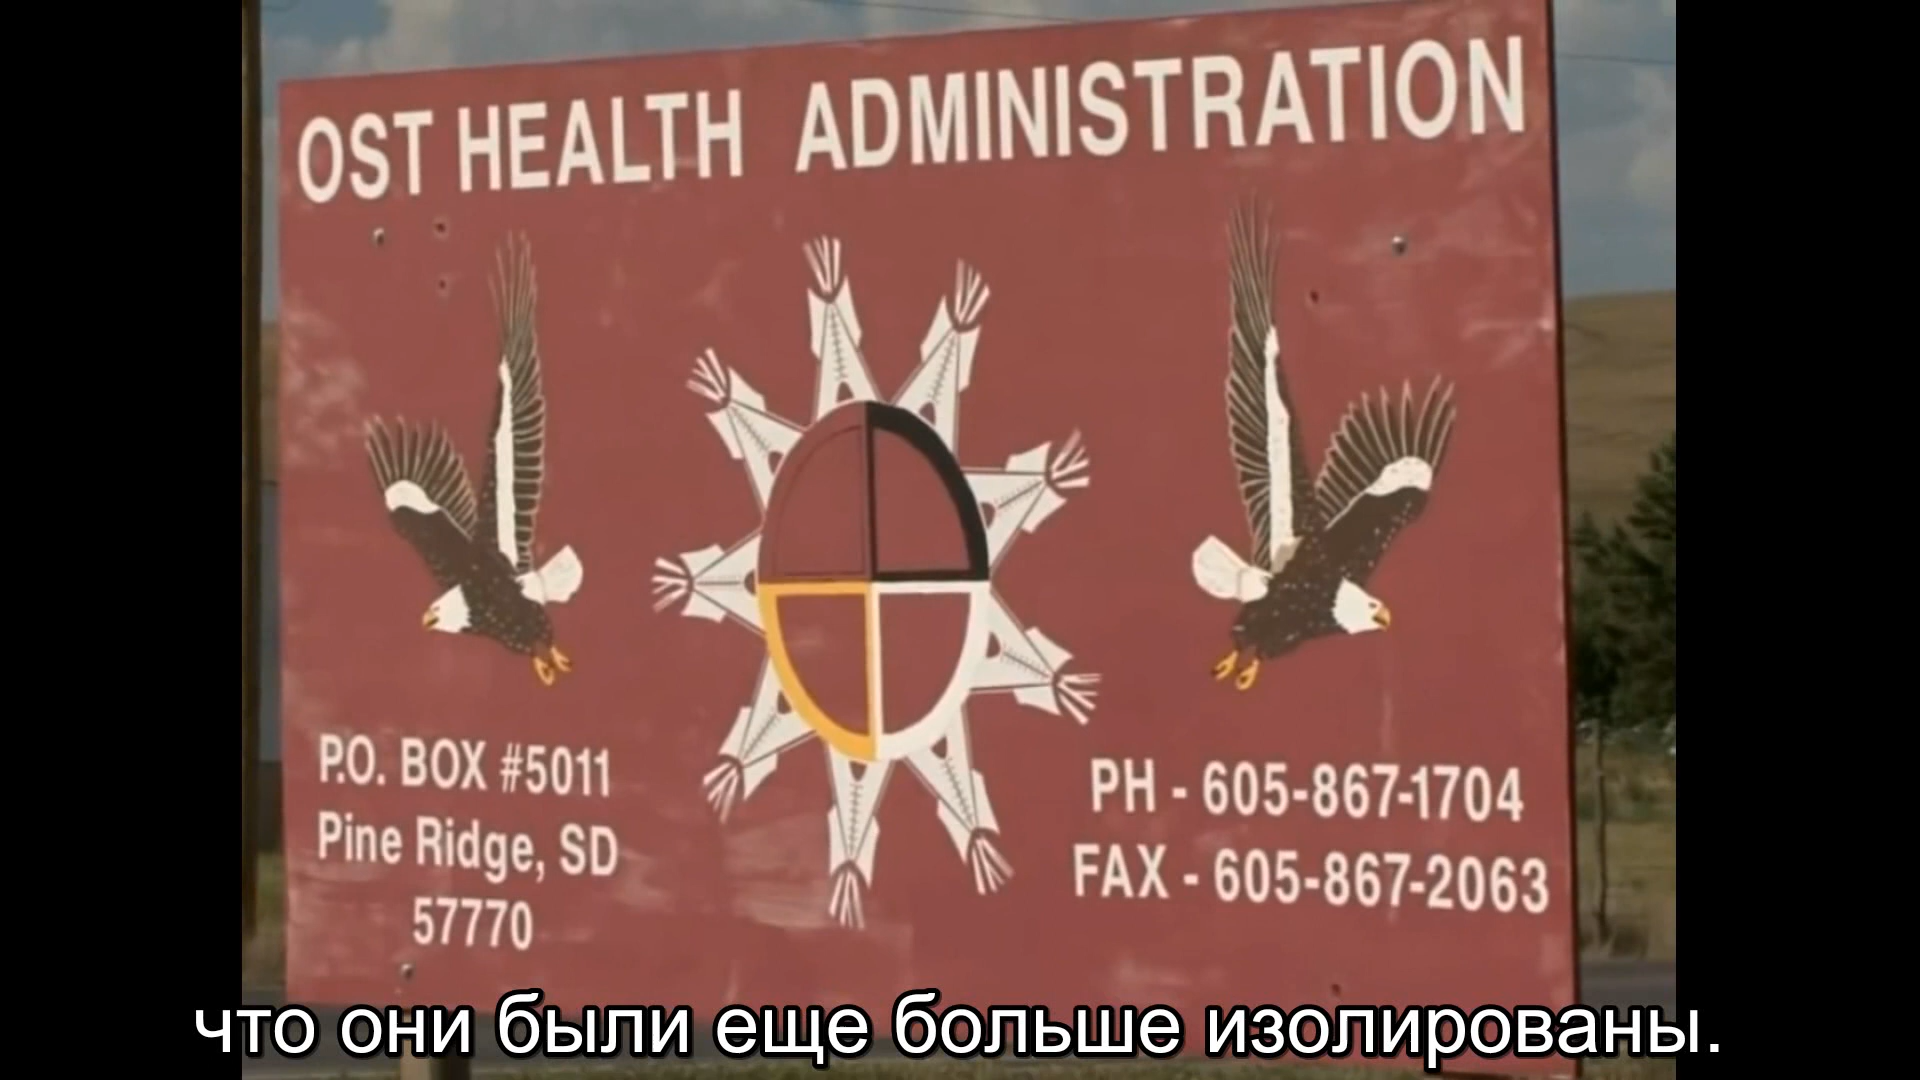 OST HEALTH ADMINISTRATION
P.O. BOX #5011
Pine Ridge, SD
57770
PH - 605-867-1704
FAX - 605-867-2063
что они были еще больше изолированы.